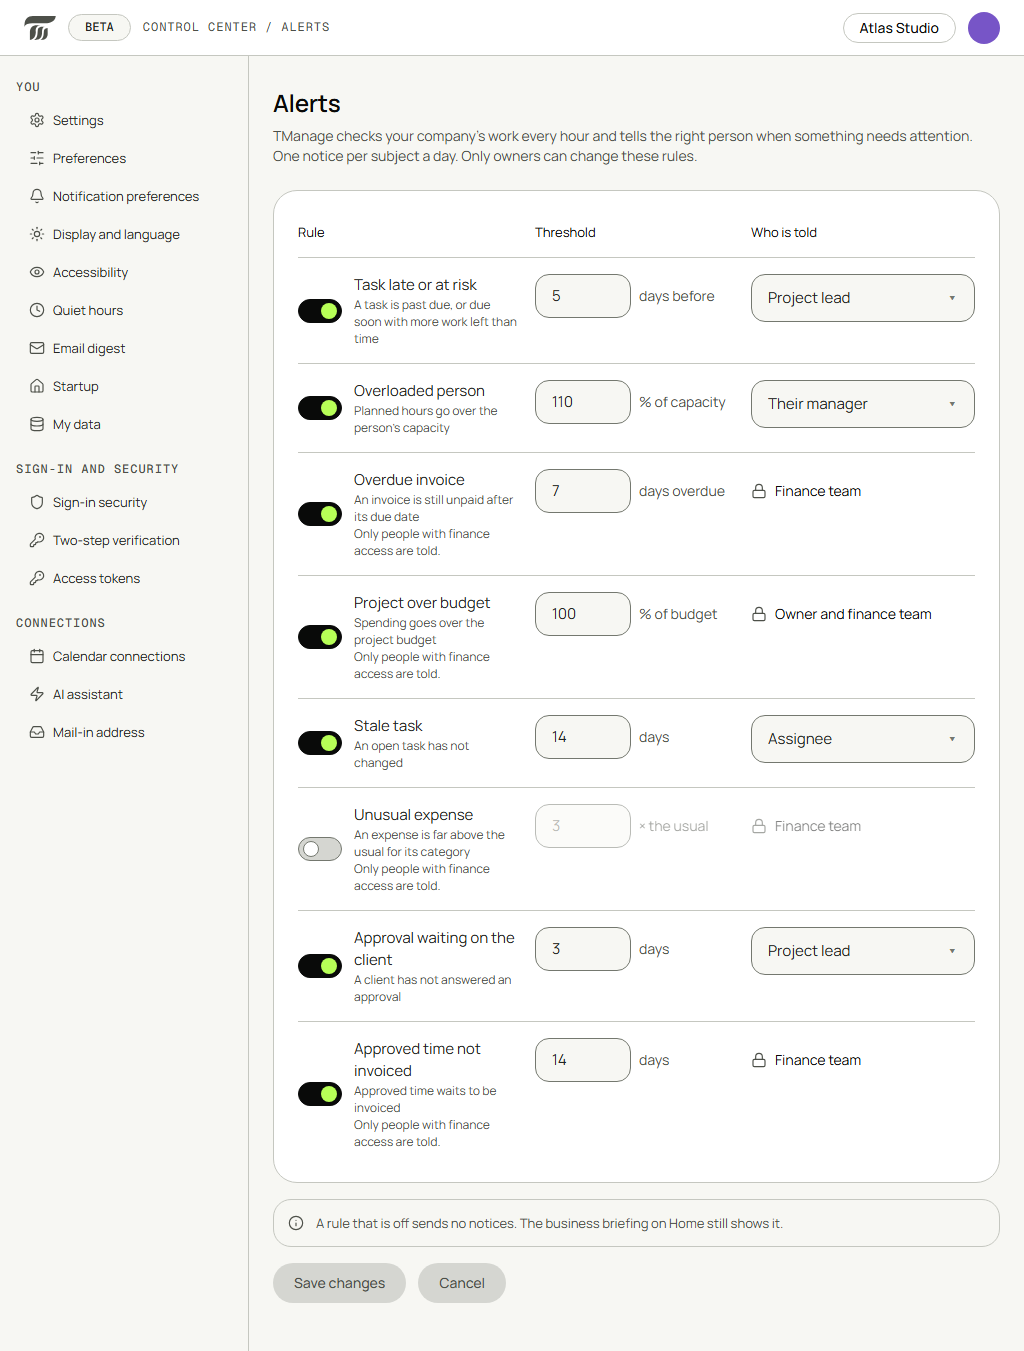 BETA
CONTROL CENTER / ALERTS
Atlas Studio
YOU
Settings
Preferences
Notification preferences
Display and language
Accessibility
Quiet hours
Email digest
Startup
My data
SIGN-IN AND SECURITY
Sign-in security
Two-step verification
Access tokens
CONNECTIONS
Calendar connections
AI assistant
Mail-in address
Alerts
TManage checks your company's work every hour and tells the right person when something needs attention.
One notice per subject a day. Only owners can change these rules.
Rule
Threshold
Who is told
Task late or at risk
A task is past due, or due
soon with more work left than
time
5
days before
Project lead
Overloaded person
Planned hours go over the
person's capacity
110
% of capacity
Their manager
Overdue invoice
An invoice is still unpaid after
its due date
Only people with finance
access are told.
7
days overdue
Finance team
Project over budget
Spending goes over the
project budget
Only people with finance
access are told.
100
% of budget
Owner and finance team
Stale task
An open task has not
changed
14
days
Assignee
Unusual expense
An expense is far above the
usual for its category
Only people with finance
access are told.
3
× the usual
Finance team
Approval waiting on the
client
A client has not answered an
approval
3
days
Project lead
Approved time not
invoiced
Approved time waits to be
invoiced
Only people with finance
access are told.
14
days
Finance team
A rule that is off sends no notices. The business briefing on Home still shows it.
Save changes
Cancel